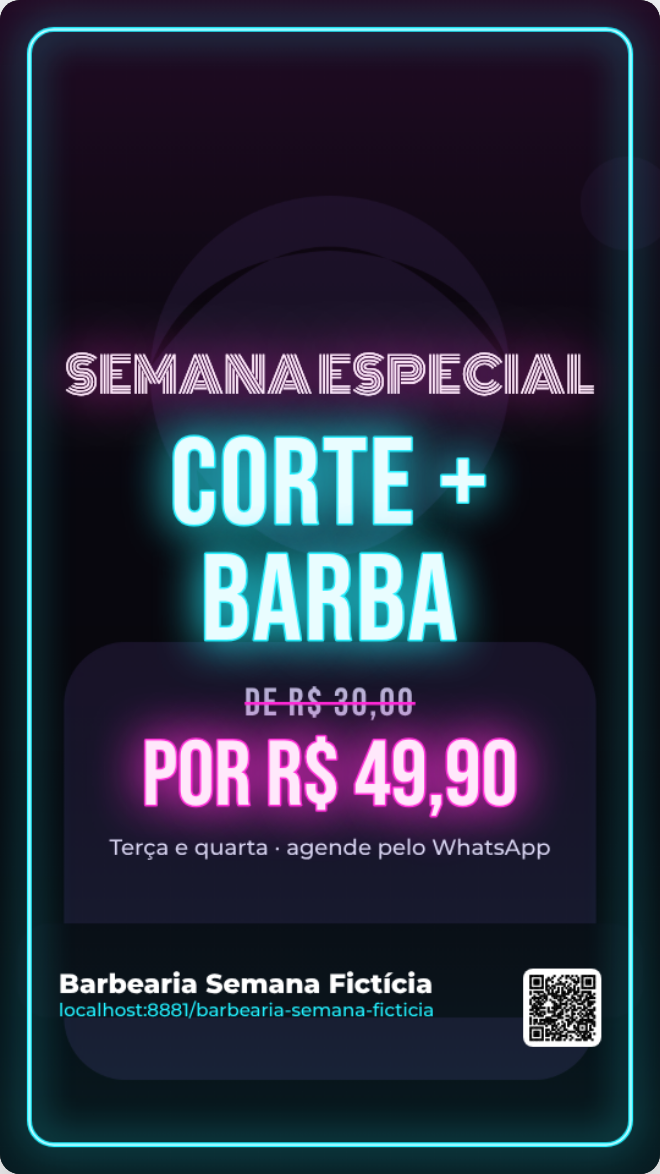 SEMANA ESPECIAL
CORTE +
BARBA
DE R$ 30,00
POR R$ 49,90
Terça e quarta · agende pelo WhatsApp
Barbearia Semana Fictícia
localhost:8881/barbearia-semana-ficticia